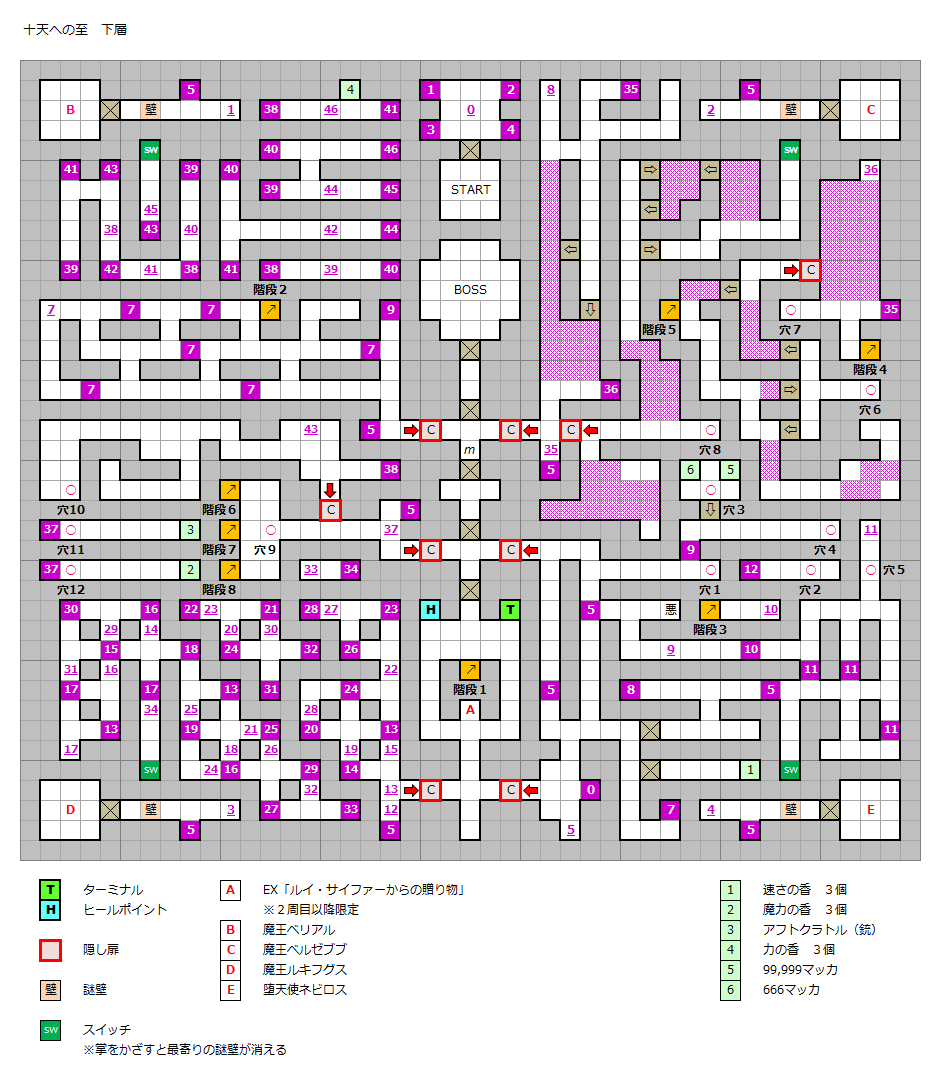 十天への至　下層
5 4 1 2 8 35 5
B 壁 1 38 46 41 0 2 壁 C
3 4
SW 40 46 SW
41 43 39 40 ⇨ ⇦ 36
39 44 45 START
45 ⇦
38 43 40 42 44
⇦ ⇨
39 42 41 38 41 38 39 40 C
階段2 BOSS ⇦
7 7 7 ↗ 9 ⇩ ↗ ○ 35
階段5 穴7
7 7 ⇦ ↗
階段4
7 7 36 ⇨ ○
穴6
43 5 C C C ○ ⇦
m 35 穴8
38 5 6 5
○ ↗ ○
穴10 階段6 C 5 ⇩ 穴3
37 ○ 3 ↗ ○ 37 ○ 11
穴11 階段7 穴9 C C 9 穴4
37 ○ 2 ↗ 33 34 ○ 12 ○ ○ 穴5
穴12 階段8 穴1 穴2
30 16 22 23 21 28 27 23 H T 5 悪 ↗ 10
29 14 20 30 階段3
15 18 24 32 26 9 10
31 16 22 ↗ 11 11
17 17 13 31 24 階段1 5 8 5
34 25 28 A
13 19 21 25 20 13 11
17 18 26 19 15
SW 24 16 29 14 1 SW
32 13 C C 0
D 壁 3 27 33 12 7 4 壁 E
5 5 5 5
T ターミナル
H ヒールポイント
隠し扉
壁 謎壁
SW スイッチ
※掌をかざすと最寄りの謎壁が消える
A EX「ルイ・サイファーからの贈り物」
※２周目以降限定
B 魔王ベリアル
C 魔王ベルゼブブ
D 魔王ルキフグス
E 堕天使ネビロス
1 速さの香　３個
2 魔力の香　３個
3 アフトクラトル（銃）
4 力の香　３個
5 99,999マッカ
6 666マッカ